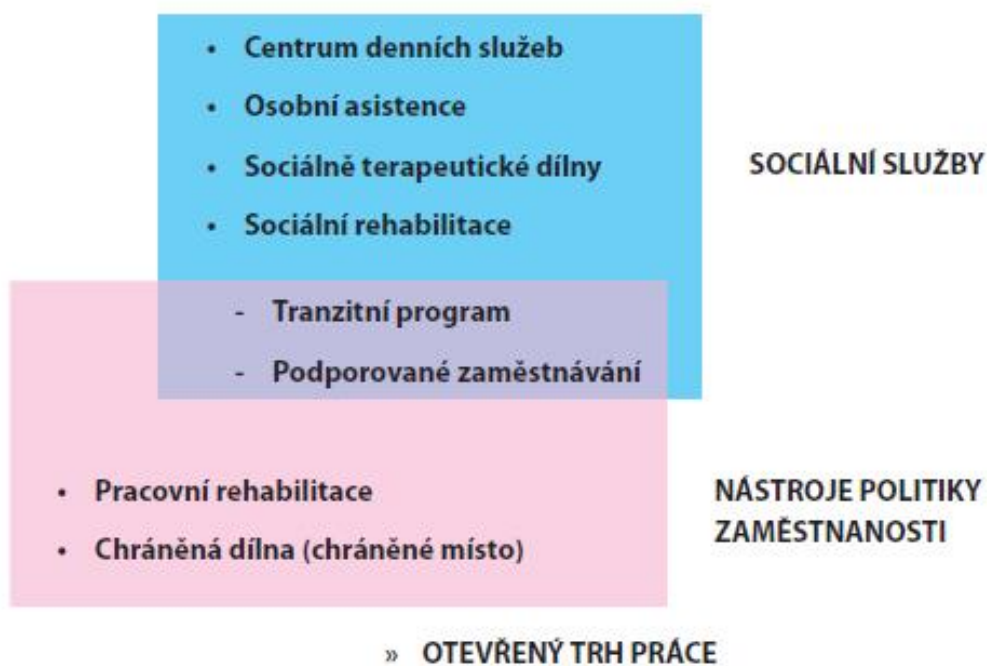 • Centrum denních služeb
• Osobní asistence
• Sociálně terapeutické dílny
SOCIÁLNÍ SLUŽBY
• Sociální rehabilitace
- Tranzitní program
- Podporované zaměstnávání
• Pracovní rehabilitace
• Chráněná dílna (chráněné místo)
NÁSTROJE POLITIKY
ZAMĚSTNANOSTI
» OTEVŘENÝ TRH PRÁCE